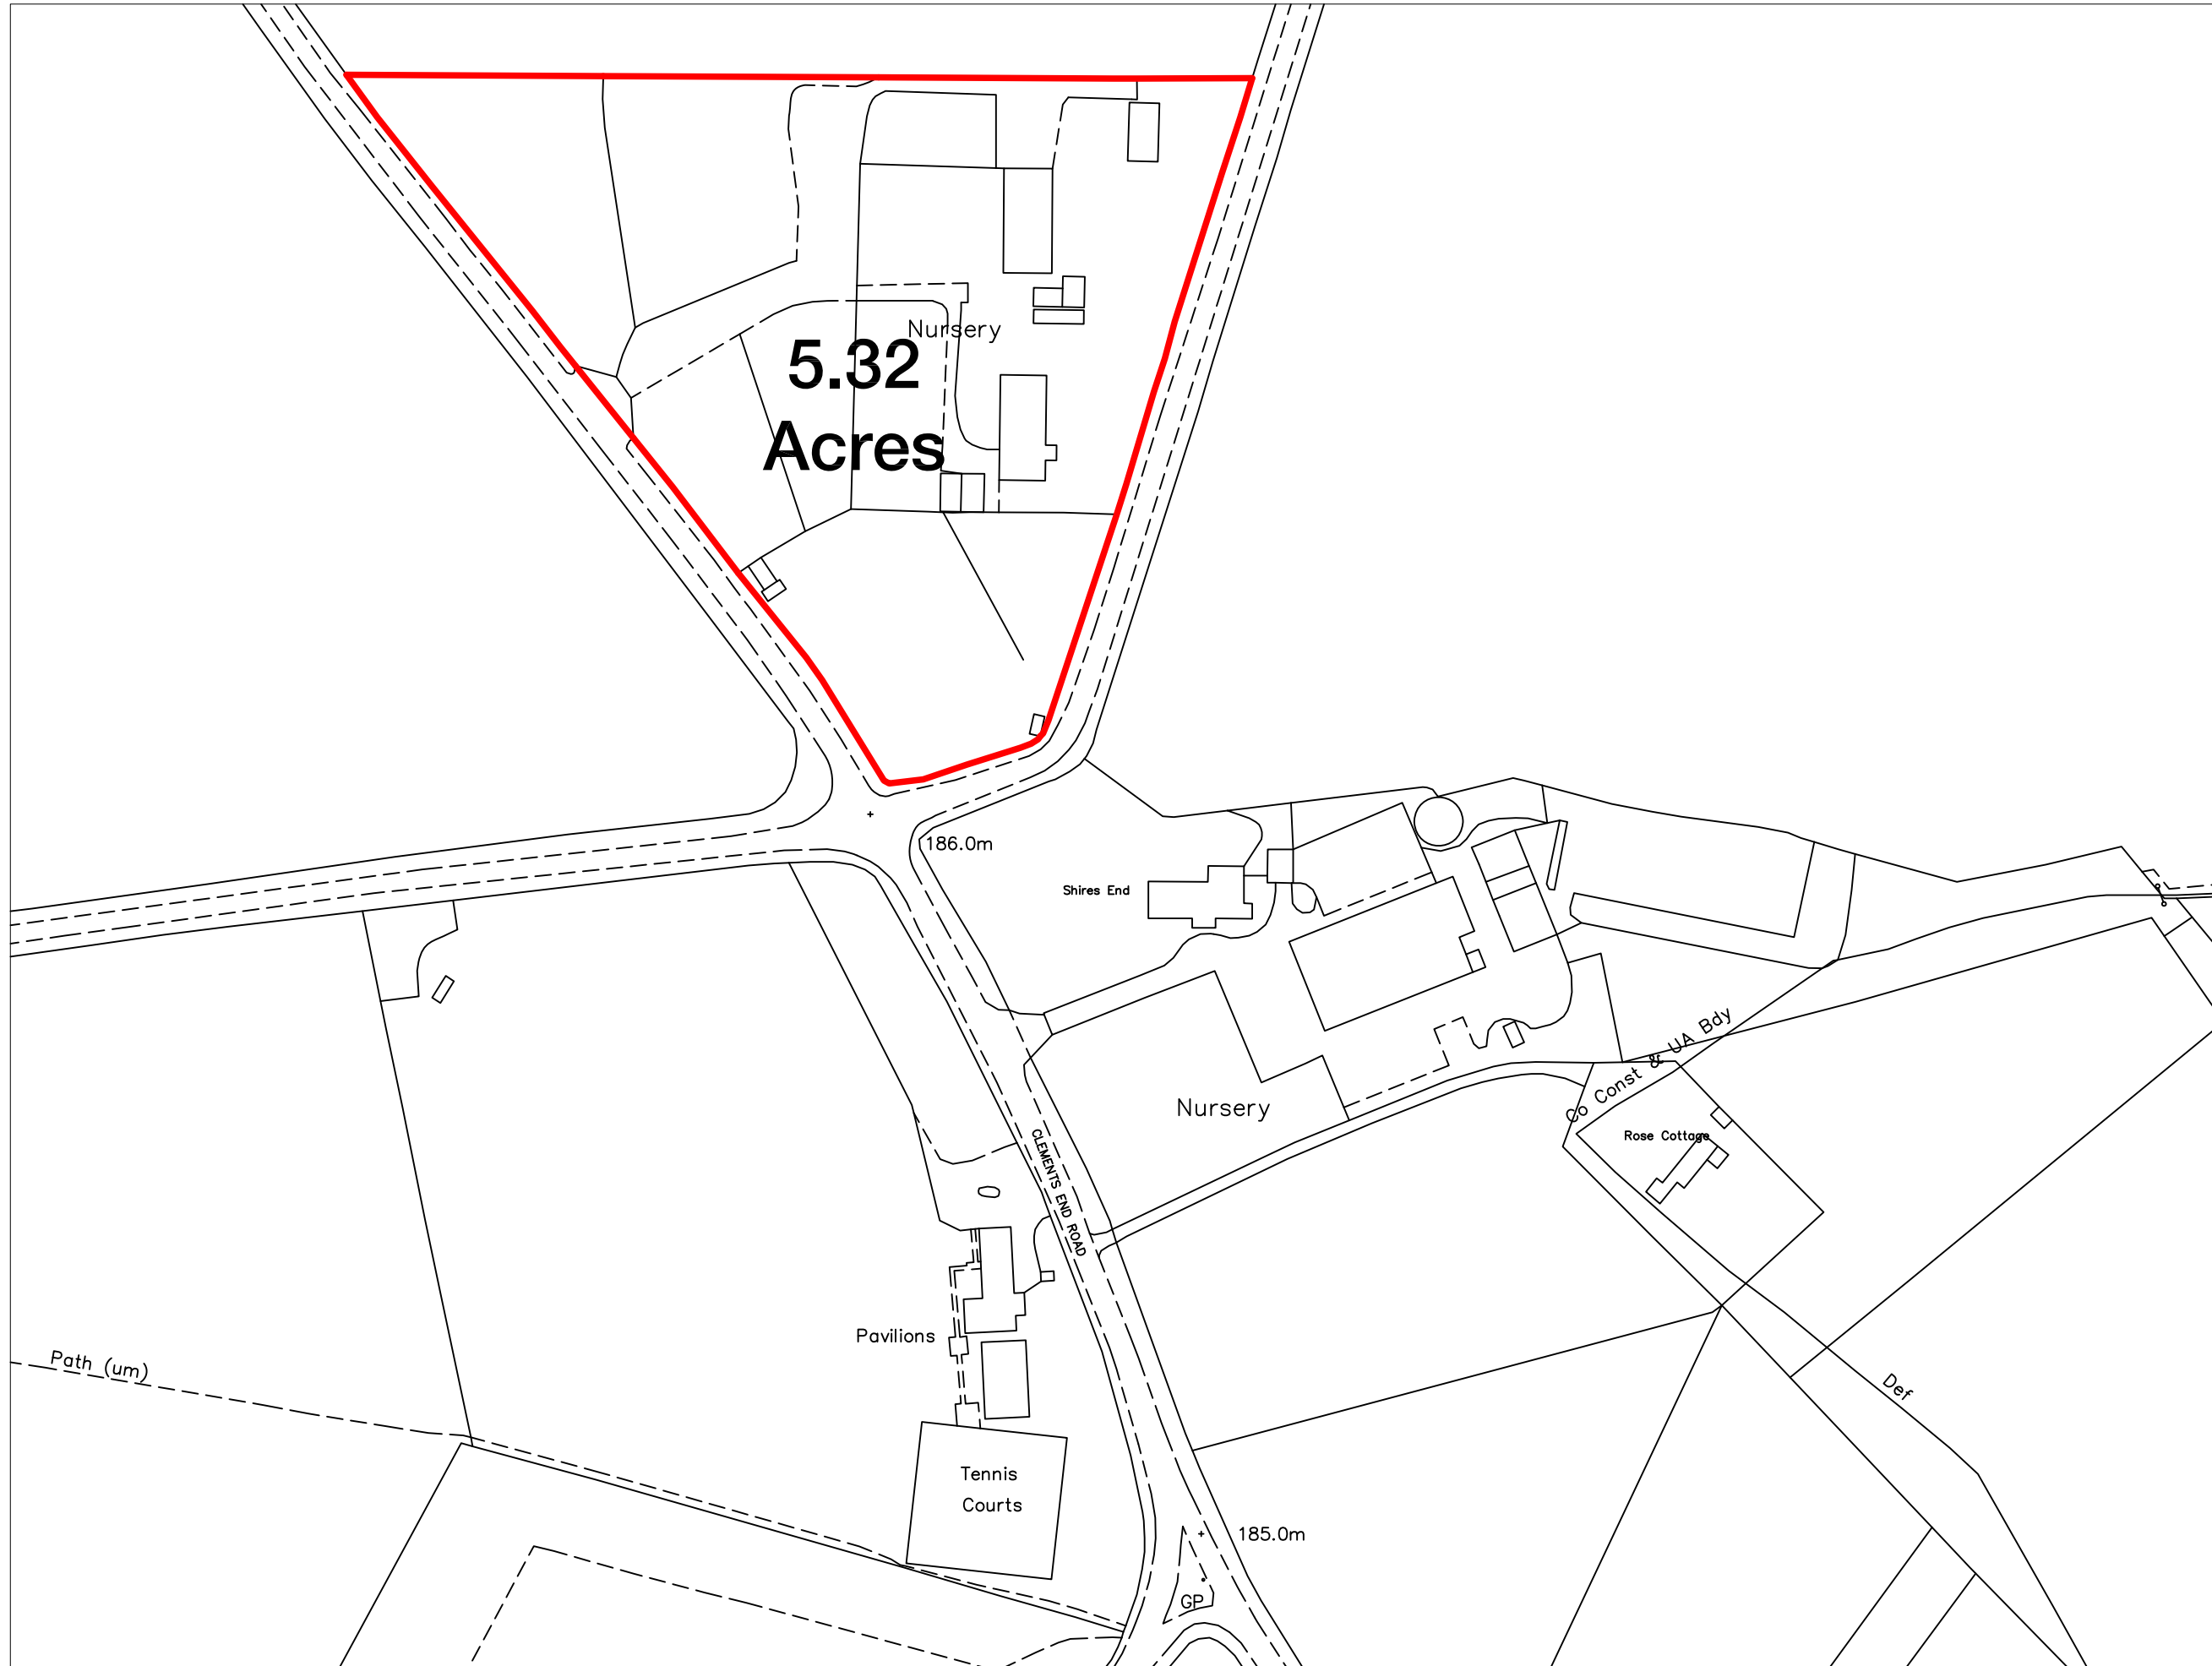 Nursery
5.32
Acres
186.0m
Shires End
Co Const & UA Bdy
Nursery
Rose Cottage
CLEMENTS END ROAD
Pavilions
Path (um)
Def
Tennis
Courts
185.0m
GP